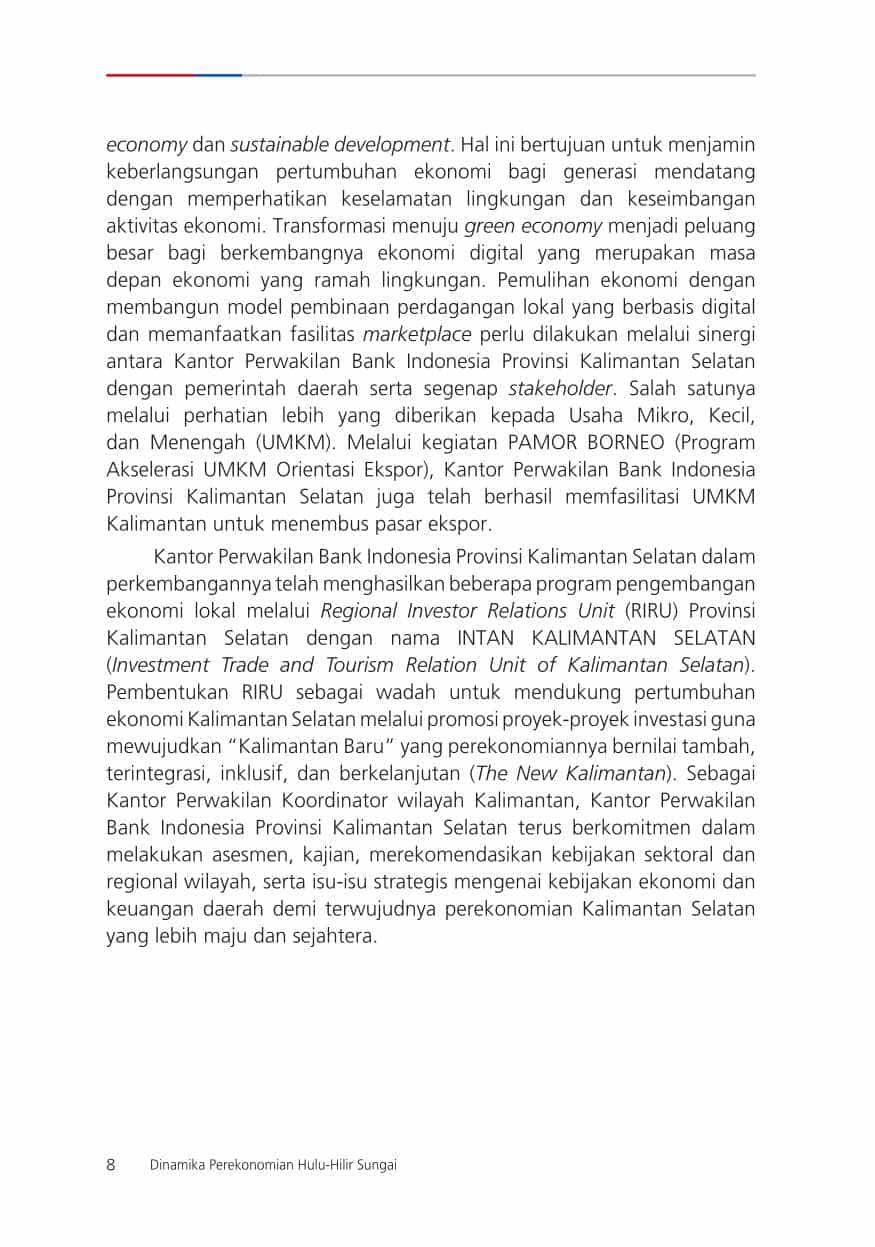 economy dan sustainable development. Hal ini bertujuan untuk menjamin
keberlangsungan pertumbuhan ekonomi bagi generasi mendatang
dengan memperhatikan keselamatan lingkungan dan keseimbangan
aktivitas ekonomi. Transformasi menuju green economy menjadi peluang
besar bagi berkembangnya ekonomi digital yang merupakan masa
depan ekonomi yang ramah lingkungan. Pemulihan ekonomi dengan
membangun model pembinaan perdagangan lokal yang berbasis digital
dan memanfaatkan fasilitas marketplace perlu dilakukan melalui sinergi
antara Kantor Perwakilan Bank Indonesia Provinsi Kalimantan Selatan
dengan pemerintah daerah serta segenap stakeholder. Salah satunya
melalui perhatian lebih yang diberikan kepada Usaha Mikro, Kecil,
dan Menengah (UMKM). Melalui kegiatan PAMOR BORNEO (Program
Akselerasi UMKM Orientasi Ekspor), Kantor Perwakilan Bank Indonesia
Provinsi Kalimantan Selatan juga telah berhasil memfasilitasi UMKM
Kalimantan untuk menembus pasar ekspor.
Kantor Perwakilan Bank Indonesia Provinsi Kalimantan Selatan dalam
perkembangannya telah menghasilkan beberapa program pengembangan
ekonomi lokal melalui Regional Investor Relations Unit (RIRU) Provinsi
Kalimantan Selatan dengan nama INTAN KALIMANTAN SELATAN
(Investment Trade and Tourism Relation Unit of Kalimantan Selatan).
Pembentukan RIRU sebagai wadah untuk mendukung pertumbuhan
ekonomi Kalimantan Selatan melalui promosi proyek-proyek investasi guna
mewujudkan “Kalimantan Baru” yang perekonomiannya bernilai tambah,
terintegrasi, inklusif, dan berkelanjutan (The New Kalimantan). Sebagai
Kantor Perwakilan Koordinator wilayah Kalimantan, Kantor Perwakilan
Bank Indonesia Provinsi Kalimantan Selatan terus berkomitmen dalam
melakukan asesmen, kajian, merekomendasikan kebijakan sektoral dan
regional wilayah, serta isu-isu strategis mengenai kebijakan ekonomi dan
keuangan daerah demi terwujudnya perekonomian Kalimantan Selatan
yang lebih maju dan sejahtera.
8 Dinamika Perekonomian Hulu-Hilir Sungai